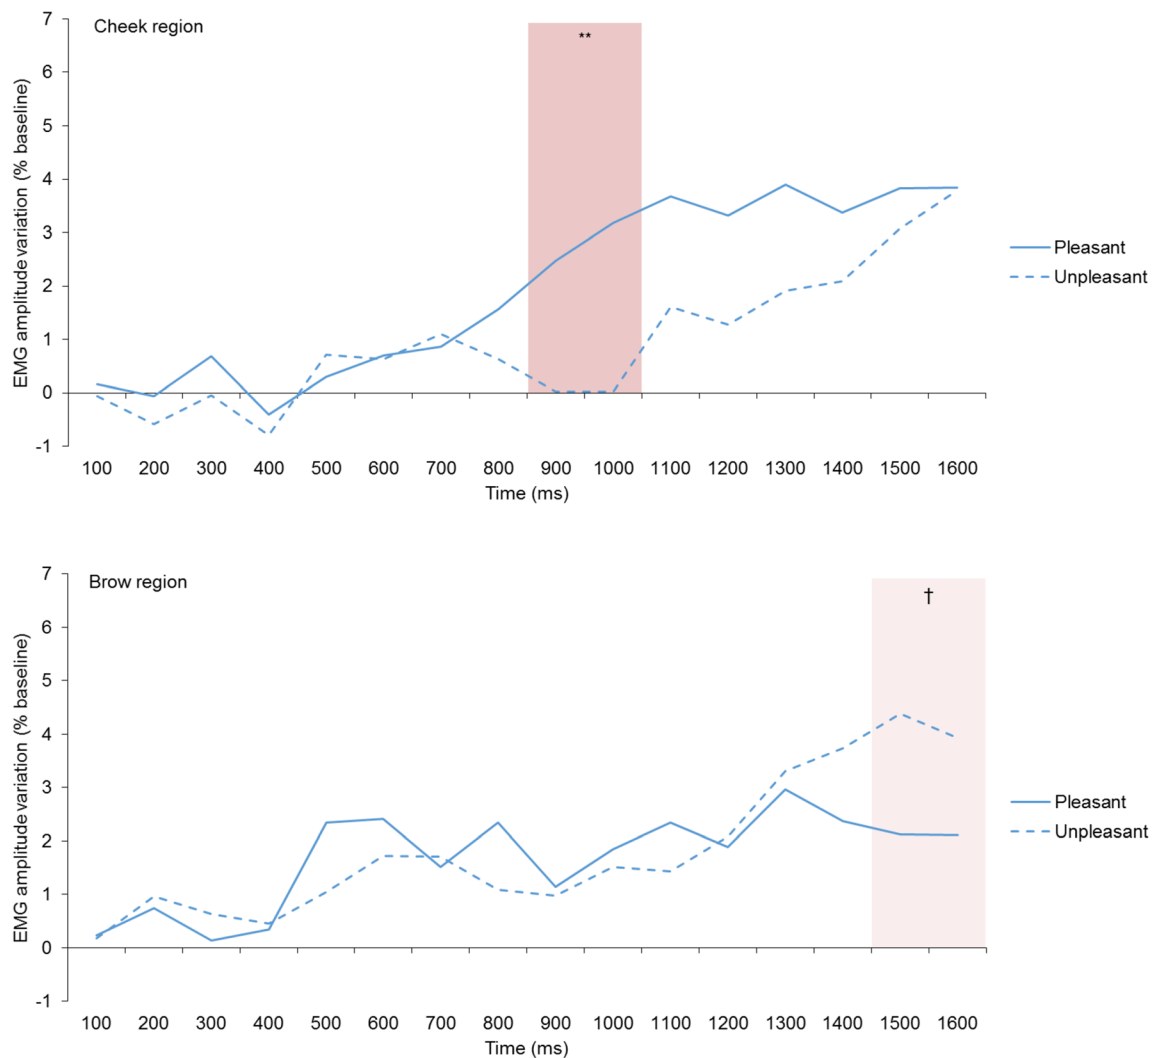 Cheek region
**
7
6
5
4
3
2
1
0
-1
EMG amplitude variation (% baseline)
100 200 300 400 500 600 700 800 900 1000 1100 1200 1300 1400 1500 1600
Time (ms)
Pleasant
Unpleasant
Brow region
†
7
6
5
4
3
2
1
0
-1
EMG amplitude variation (% baseline)
100 200 300 400 500 600 700 800 900 1000 1100 1200 1300 1400 1500 1600
Time (ms)
Pleasant
Unpleasant